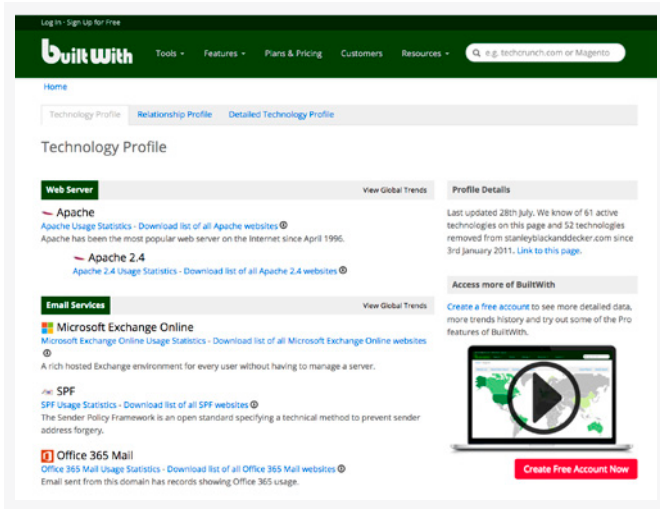 Log In · Sign Up for Free
builtWith
Tools
Features
Plans & Pricing
Customers
Resources
e.g. techcrunch.com or Magento
Home
Technology Profile
Relationship Profile
Detailed Technology Profile
Technology Profile
Web Server
View Global Trends
Apache
Apache Usage Statistics - Download list of all Apache websites
Apache has been the most popular web server on the Internet since April 1996.
Apache 2.4
Apache 2.4 Usage Statistics - Download list of all Apache 2.4 websites
Email Services
View Global Trends
Microsoft Exchange Online
Microsoft Exchange Online Usage Statistics - Download list of all Microsoft Exchange Online websites
A rich hosted Exchange environment for every user without having to manage a server.
SPF
SPF Usage Statistics - Download list of all SPF websites
The Sender Policy Framework is an open standard specifying a technical method to prevent sender
address forgery.
Office 365 Mail
Office 365 Mail Usage Statistics - Download list of all Office 365 Mail websites
Email sent from this domain has records showing Office 365 usage.
Profile Details
Last updated 28th July. We know of 61 active
technologies on this page and 52 technologies
removed from stanleyblackanddecker.com since
3rd January 2011. Link to this page.
Access more of BuiltWith
Create a free account to see more detailed data,
more trends history and try out some of the Pro
features of BuiltWith.
Create Free Account Now